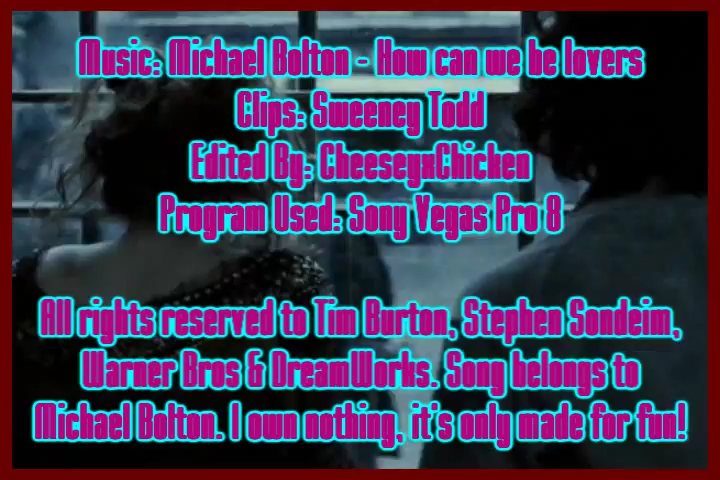 Music: Michael Bolton - How can we be lovers
Clips: Sweeney Todd
Edited By: CheeseyxChicken
Program Used: Sony Vegas Pro 8
All rights reserved to Tim Burton, Stephen Sondeim,
Warner Bros & DreamWorks. Song belongs to
Michael Bolton. I own nothing, it's only made for fun!